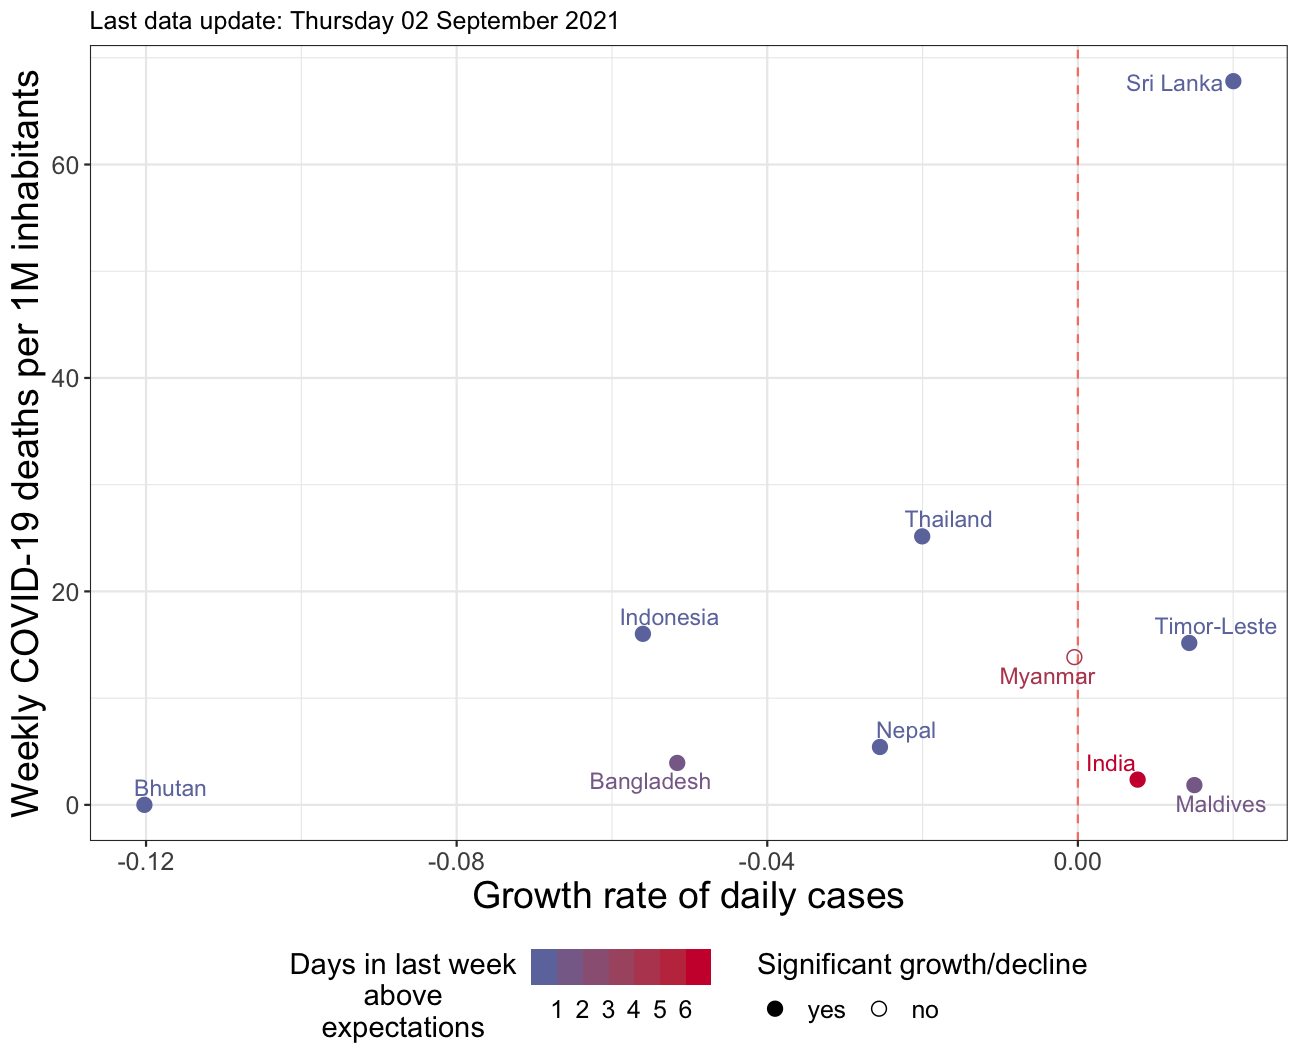 Last data update: Thursday 02 September 2021
Weekly COVID-19 deaths per 1M inhabitants
60
40
20
0
Sri Lanka
Thailand
Indonesia
Timor-Leste
Myanmar
Nepal
India
Bangladesh
Bhutan
Maldives
-0.12 -0.08 -0.04 0.00
Growth rate of daily cases
Days in last week
above
expectations
1 2 3 4 5 6
Significant growth/decline
yes no